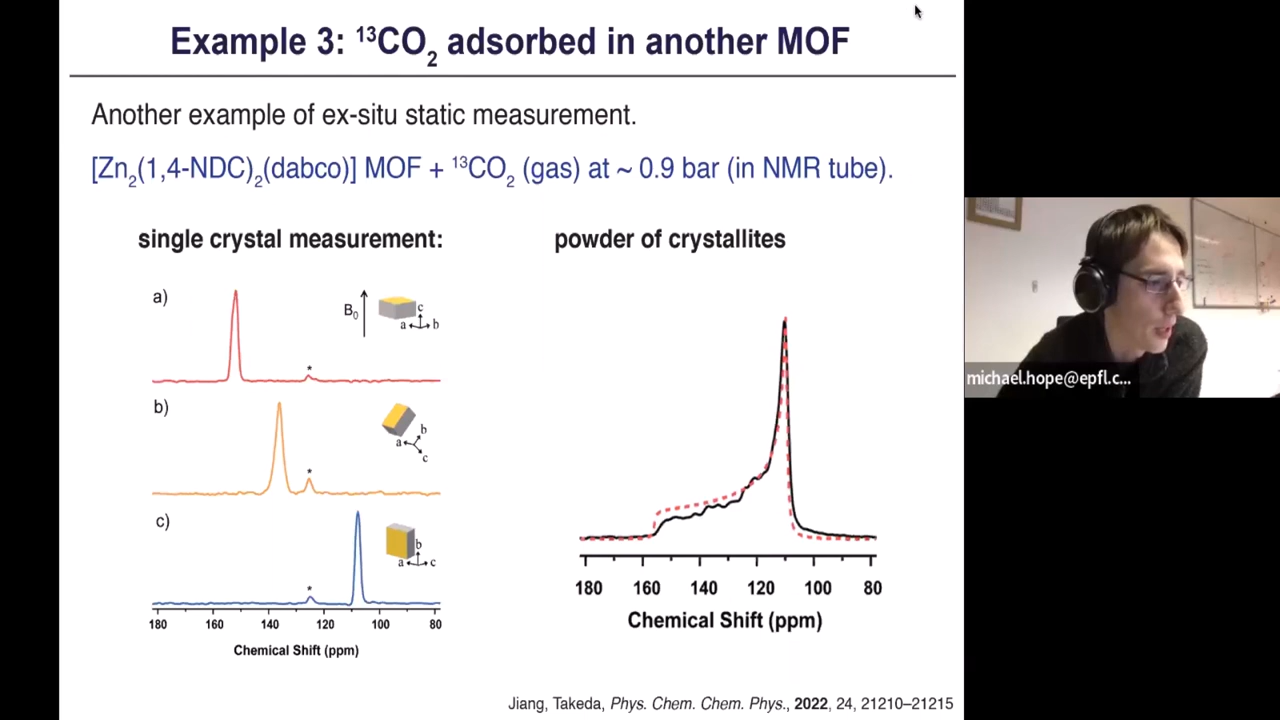 Example 3: ¹³CO₂ adsorbed in another MOF
Another example of ex-situ static measurement.
[Zn₂(1,4-NDC)₂(dabco)] MOF + ¹³CO₂ (gas) at ~ 0.9 bar (in NMR tube).
single crystal measurement:
powder of crystallites
a)
B₀
c
a b
*
b)
b
a
c
*
c)
b
a c
*
180 160 140 120 100 80
Chemical Shift (ppm)
180 160 140 120 100 80
Chemical Shift (ppm)
michael.hope@epfl.c...
Jiang, Takeda, Phys. Chem. Chem. Phys., 2022, 24, 21210–21215